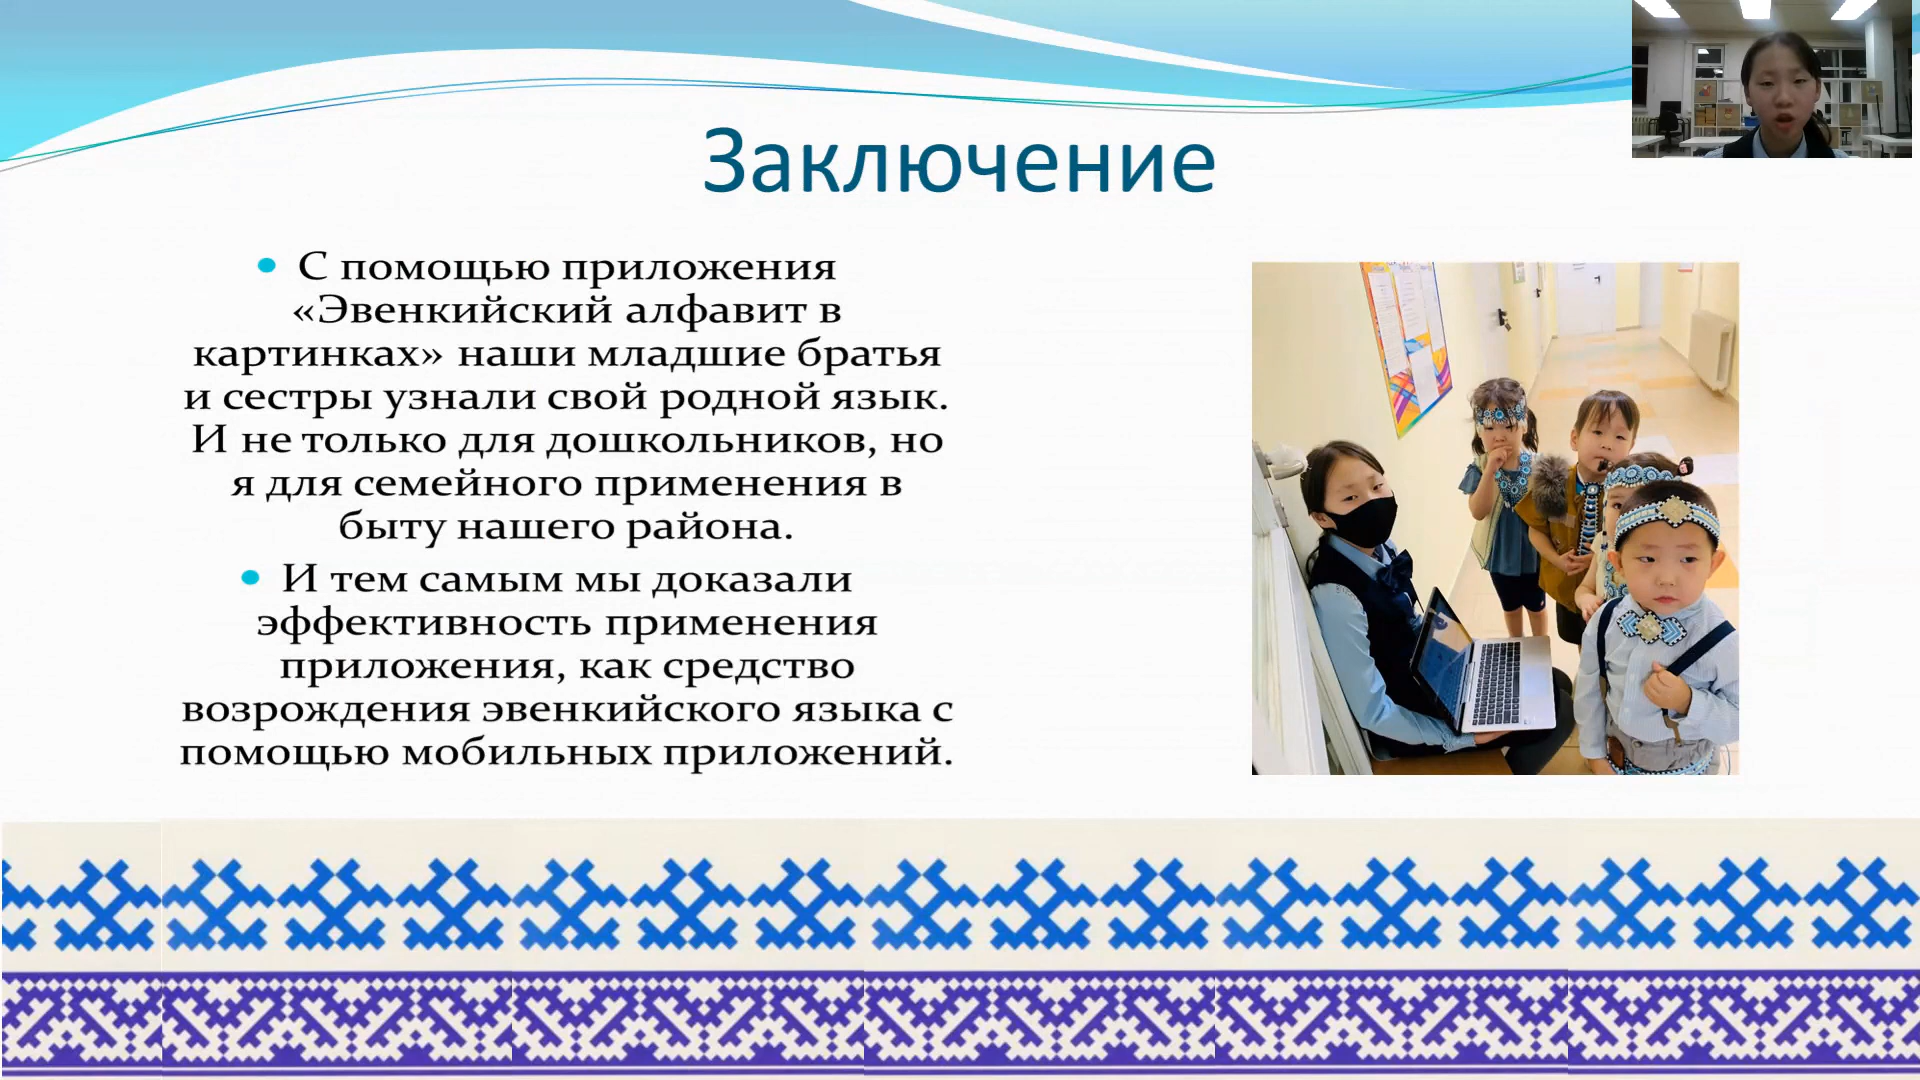 Заключение
С помощью приложения
«Эвенкийский алфавит в
картинках» наши младшие братья
и сестры узнали свой родной язык.
И не только для дошкольников, но
я для семейного применения в
быту нашего района.
И тем самым мы доказали
эффективность применения
приложения, как средство
возрождения эвенкийского языка с
помощью мобильных приложений.